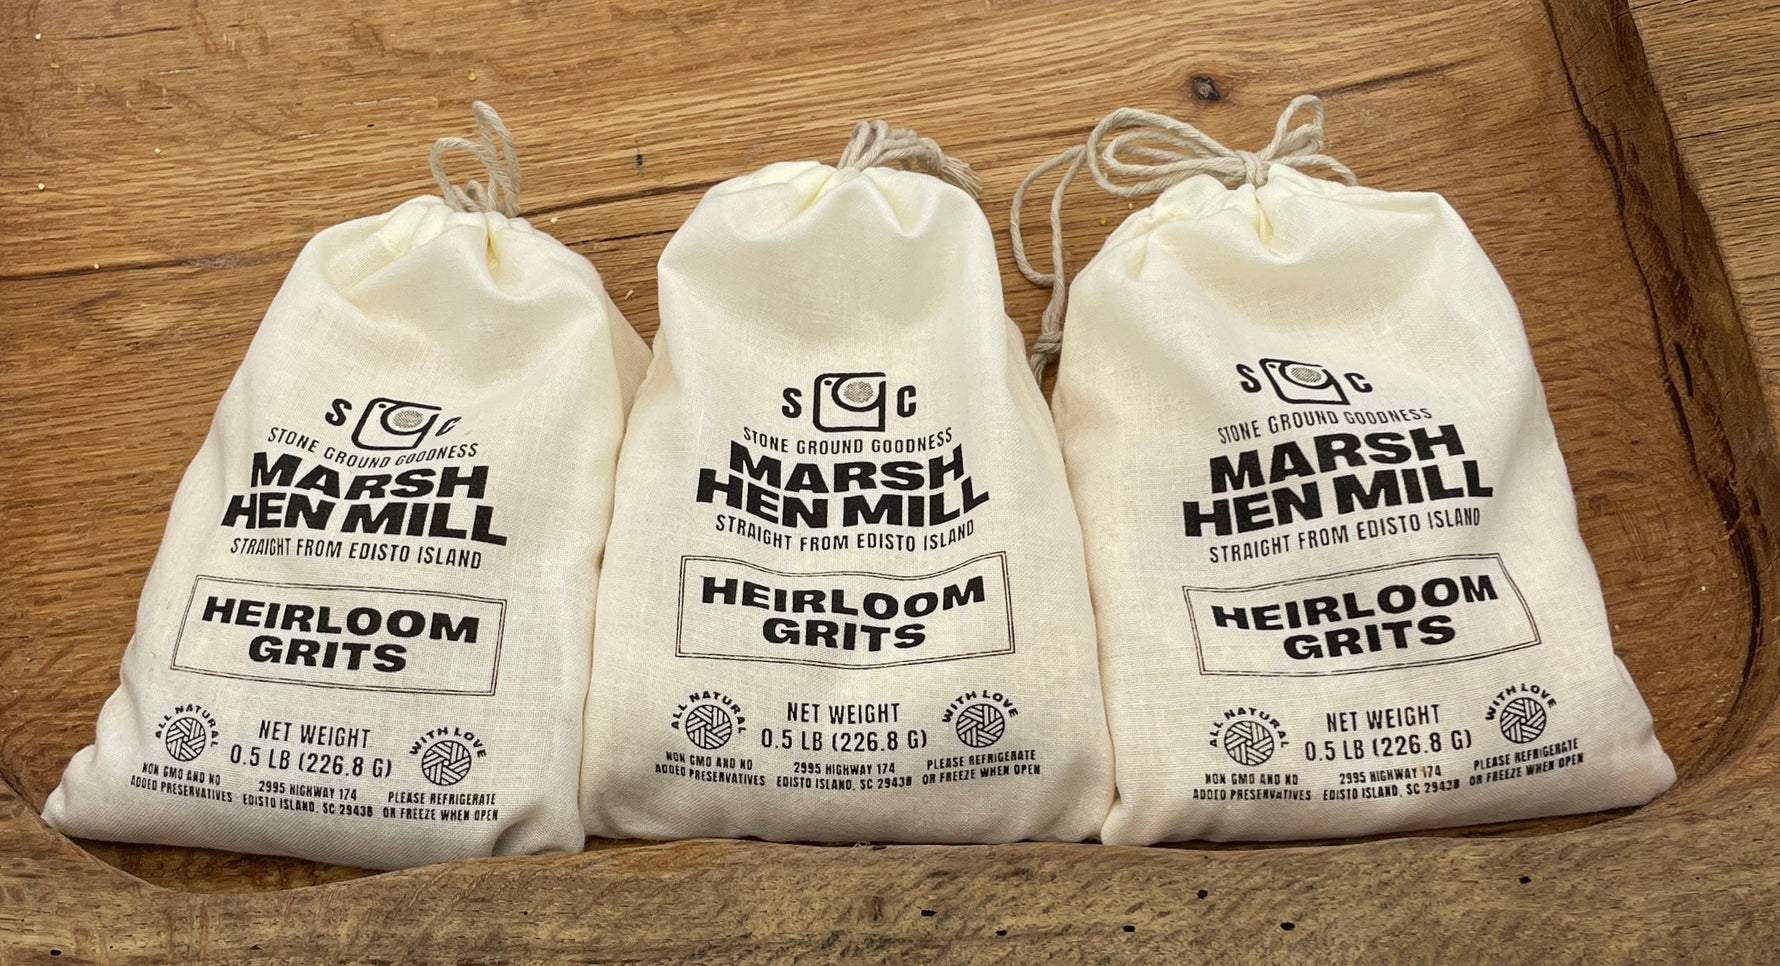 S C
STONE GROUND GOODNESS
MARSH
HEN MILL
STRAIGHT FROM EDISTO ISLAND
HEIRLOOM
GRITS
ALL NATURAL
NON GMO AND NO
ADDED PRESERVATIVES
NET WEIGHT
0.5 LB (226.8 G)
2995 HIGHWAY 174
EDISTO ISLAND, SC 29438
WITH LOVE
PLEASE REFRIGERATE
OR FREEZE WHEN OPEN
S C
STONE GROUND GOODNESS
MARSH
HEN MILL
STRAIGHT FROM EDISTO ISLAND
HEIRLOOM
GRITS
ALL NATURAL
NON GMO AND NO
ADDED PRESERVATIVES
NET WEIGHT
0.5 LB (226.8 G)
2995 HIGHWAY 174
EDISTO ISLAND, SC 29438
WITH LOVE
PLEASE REFRIGERATE
OR FREEZE WHEN OPEN
S C
STONE GROUND GOODNESS
MARSH
HEN MILL
STRAIGHT FROM EDISTO ISLAND
HEIRLOOM
GRITS
ALL NATURAL
NON GMO AND NO
ADDED PRESERVATIVES
NET WEIGHT
0.5 LB (226.8 G)
2995 HIGHWAY 174
EDISTO ISLAND, SC 29438
WITH LOVE
PLEASE REFRIGERATE
OR FREEZE WHEN OPEN